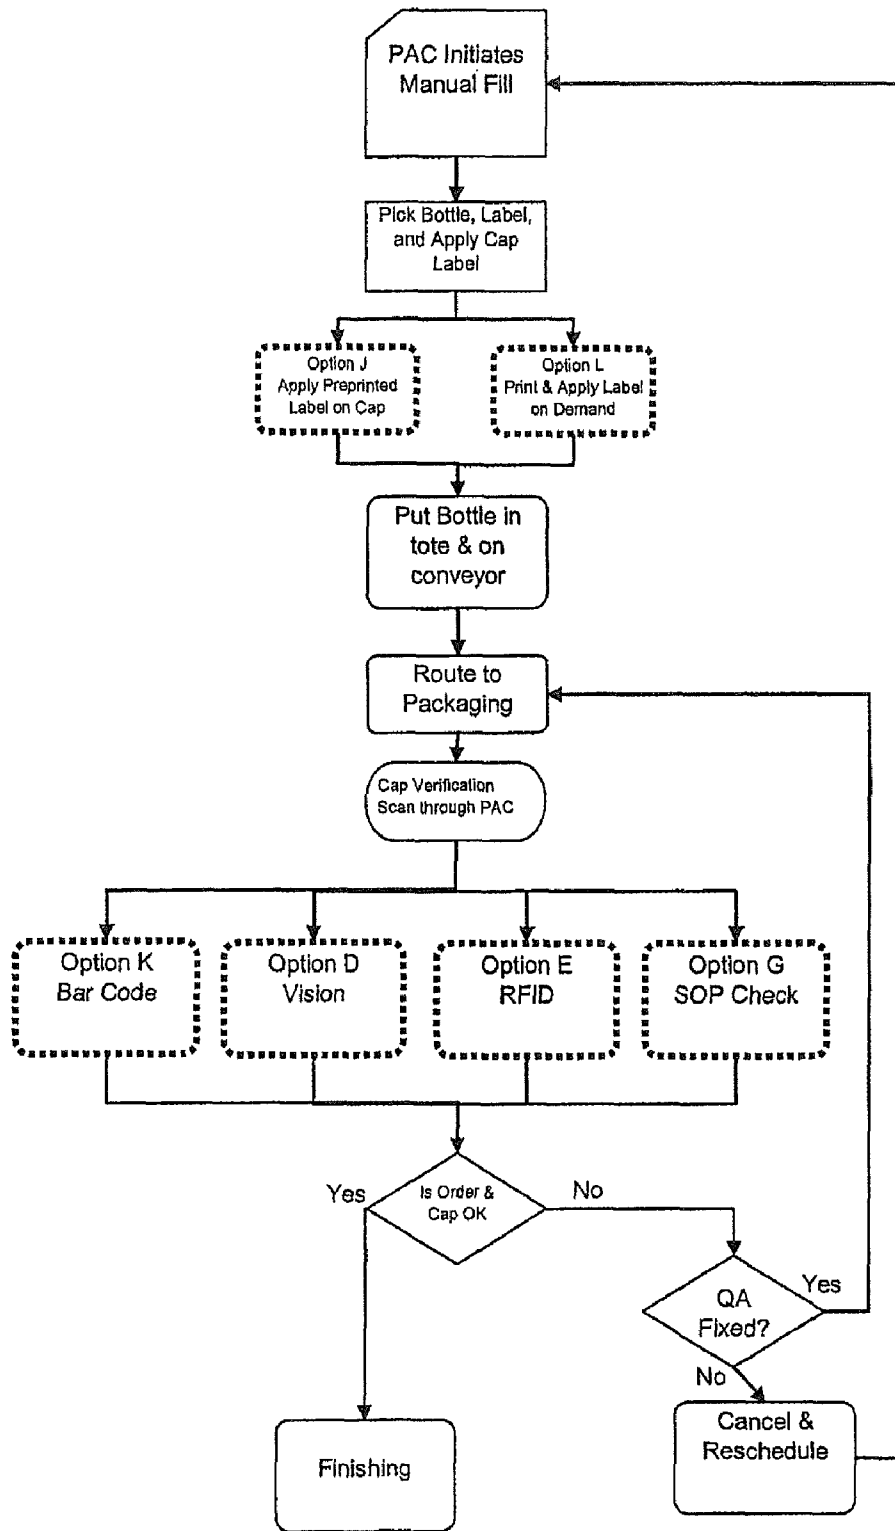 PAC Initiates
Manual Fill
Pick Bottle, Label,
and Apply Cap
Label
Option J
Apply Preprinted
Label on Cap
Option L
Print & Apply Label
on Demand
Put Bottle in
tote & on
conveyor
Route to
Packaging
Cap Verification
Scan through PAC
Option K
Bar Code
Option D
Vision
Option E
RFID
Option G
SOP Check
Yes
Is Order &
Cap OK
No
QA
Fixed?
Yes
No
Cancel &
Reschedule
Finishing